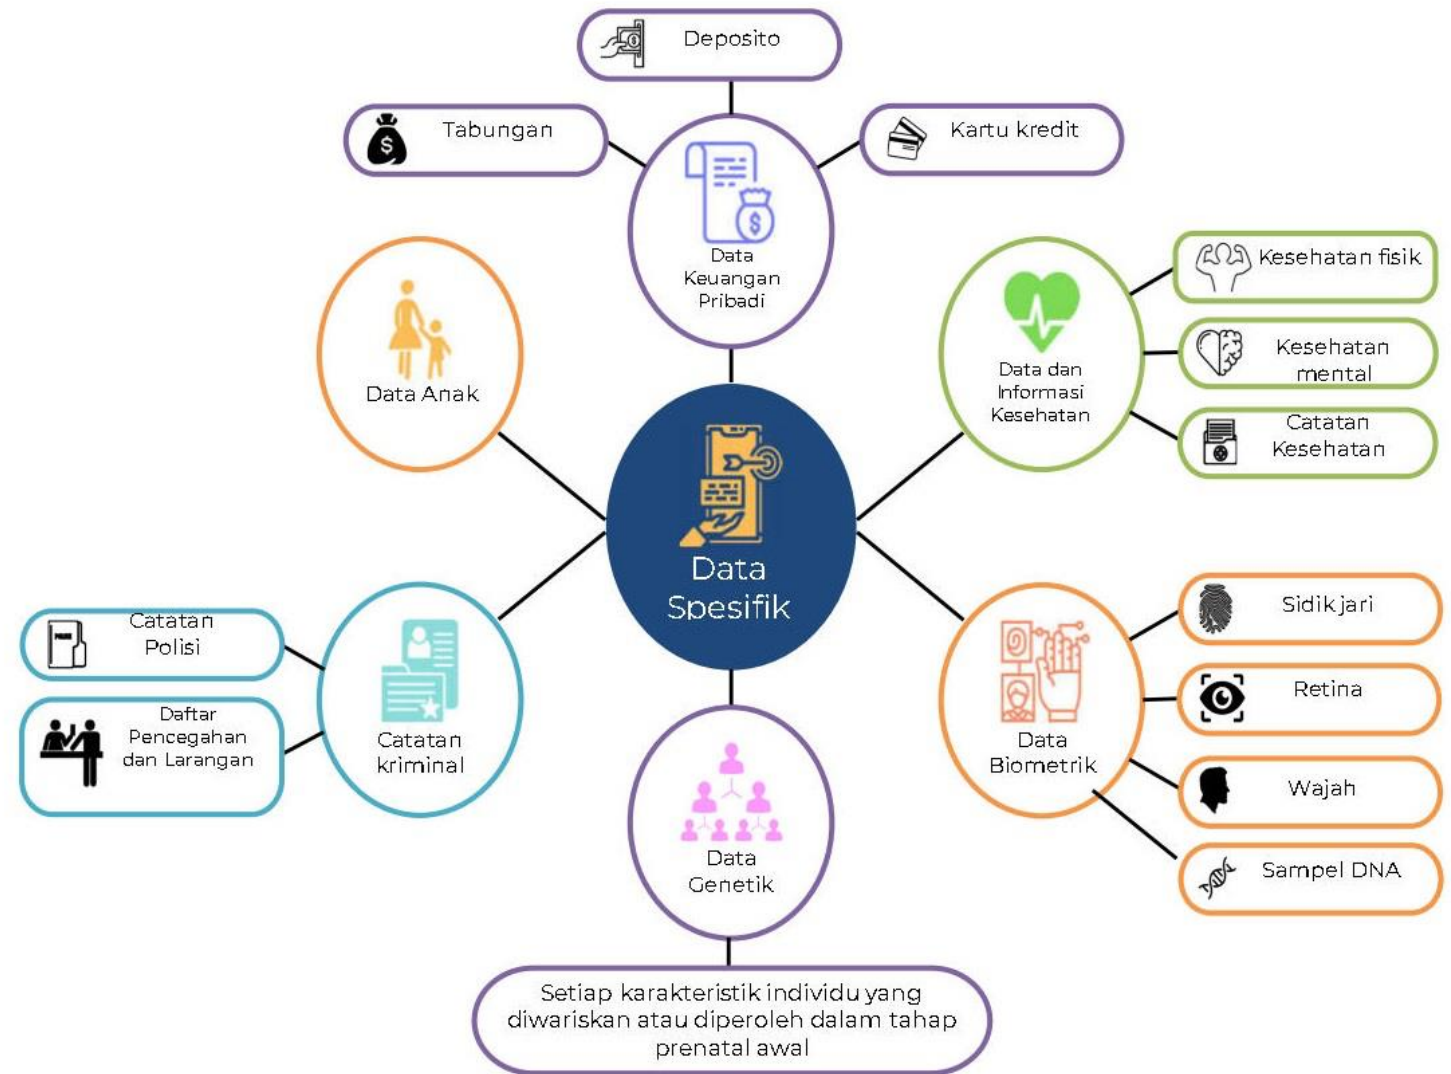 Deposito
Tabungan
Kartu kredit
Data
Keuangan
Pribadi
Data Anak
Data dan
Informasi
Kesehatan
Kesehatan fisik
Kesehatan
mental
Catatan
Kesehatan
Data
Spesifik
Catatan
Polisi
Daftar
Pencegahan
dan Larangan
Catatan
kriminal
Data
Biometrik
Sidik jari
Retina
Wajah
Sampel DNA
Data
Genetik
Setiap karakteristik individu yang
diwariskan atau diperoleh dalam tahap
prenatal awal